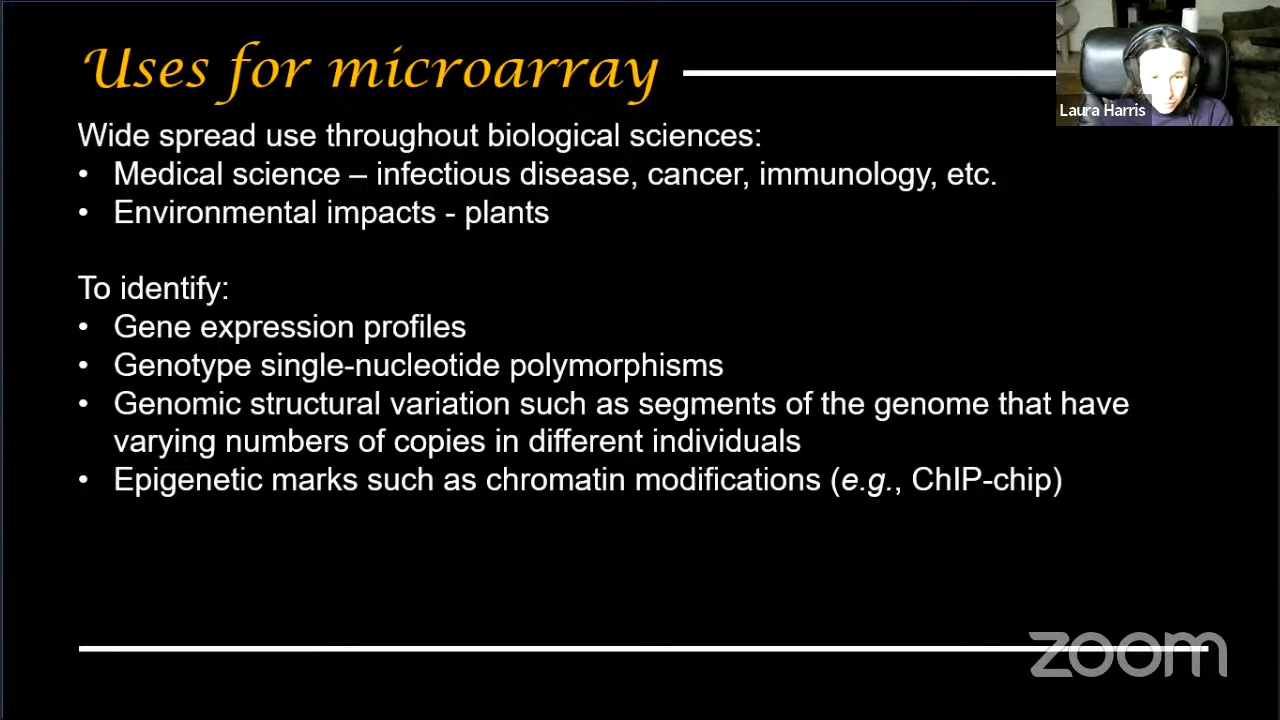 Uses for microarray
Laura Harris
Wide spread use throughout biological sciences:
• Medical science – infectious disease, cancer, immunology, etc.
• Environmental impacts - plants
To identify:
• Gene expression profiles
• Genotype single-nucleotide polymorphisms
• Genomic structural variation such as segments of the genome that have
varying numbers of copies in different individuals
• Epigenetic marks such as chromatin modifications (e.g., ChIP-chip)
zoom